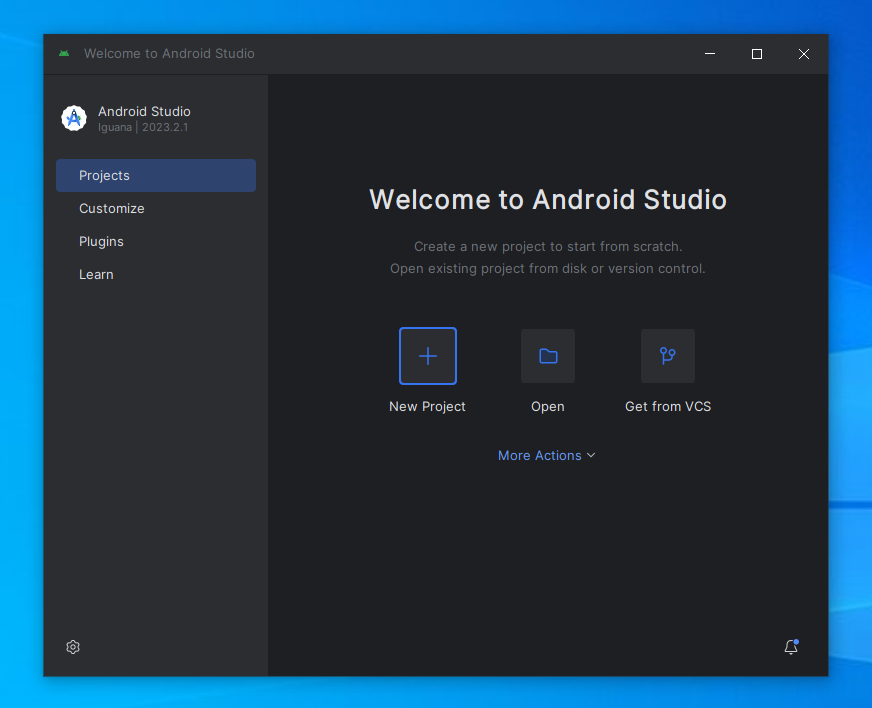 Welcome to Android Studio
Android Studio
Iguana | 2023.2.1
Projects
Customize
Plugins
Learn
Welcome to Android Studio
Create a new project to start from scratch.
Open existing project from disk or version control.
New Project
Open
Get from VCS
More Actions